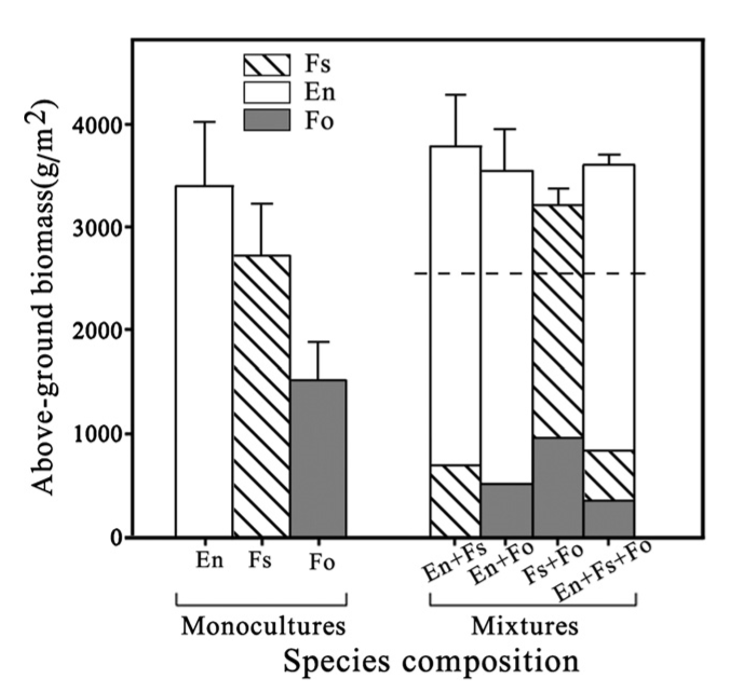 Fs
En
Fo
Above-ground biomass(g/m²)
4000
3000
2000
1000
0
En Fs Fo
En+Fs En+Fo Fs+Fo En+Fs+Fo
Monocultures Mixtures
Species composition